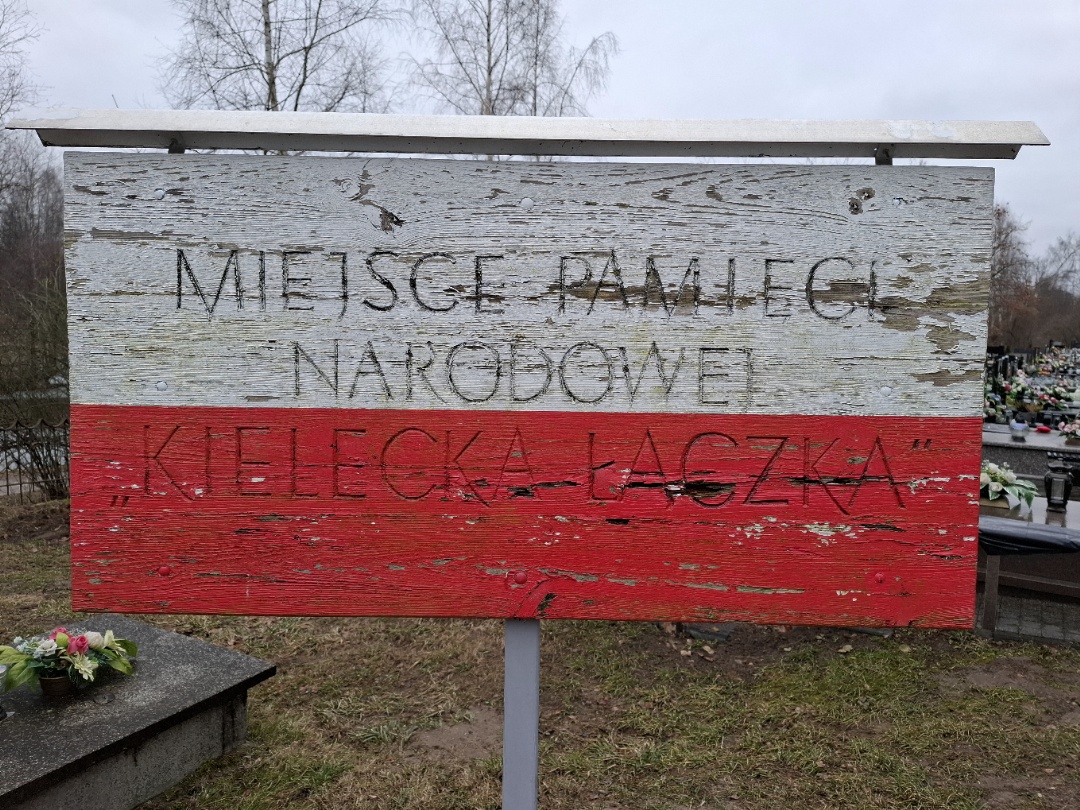 MIEJSCE PAMIĘCI
NARODOWEJ
„KIELECKA ŁĄCZKA”